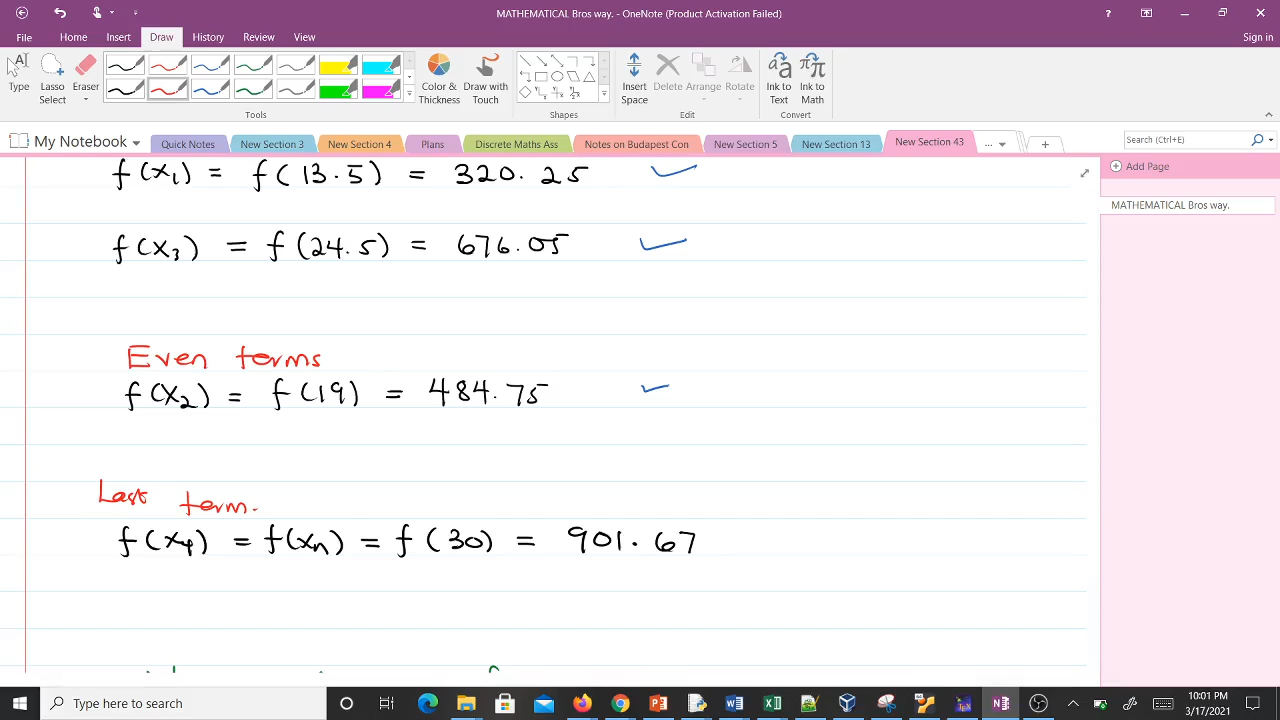 MATHEMATICAL Bros way. - OneNote (Product Activation Failed)
File Home Insert Draw History Review View Sign in
Type Lasso Select Eraser Color & Thickness Draw with Touch Insert Space Delete Arrange Rotate Ink to Text Ink to Math
Tools Shapes Edit Convert
My Notebook Quick Notes New Section 3 New Section 4 Plans Discrete Maths Ass Notes on Budapest Con New Section 5 New Section 13 New Section 43 ... Search (Ctrl+E)
Add Page
MATHEMATICAL Bros way.
f(x₁) = f(13.5) = 320.25
f(x₃) = f(24.5) = 676.05
Even terms
f(x₂) = f(19) = 484.75
Last term.
f(x₄) = f(xₙ) = f(30) = 901.67
Type here to search
10:01 PM
3/17/2021